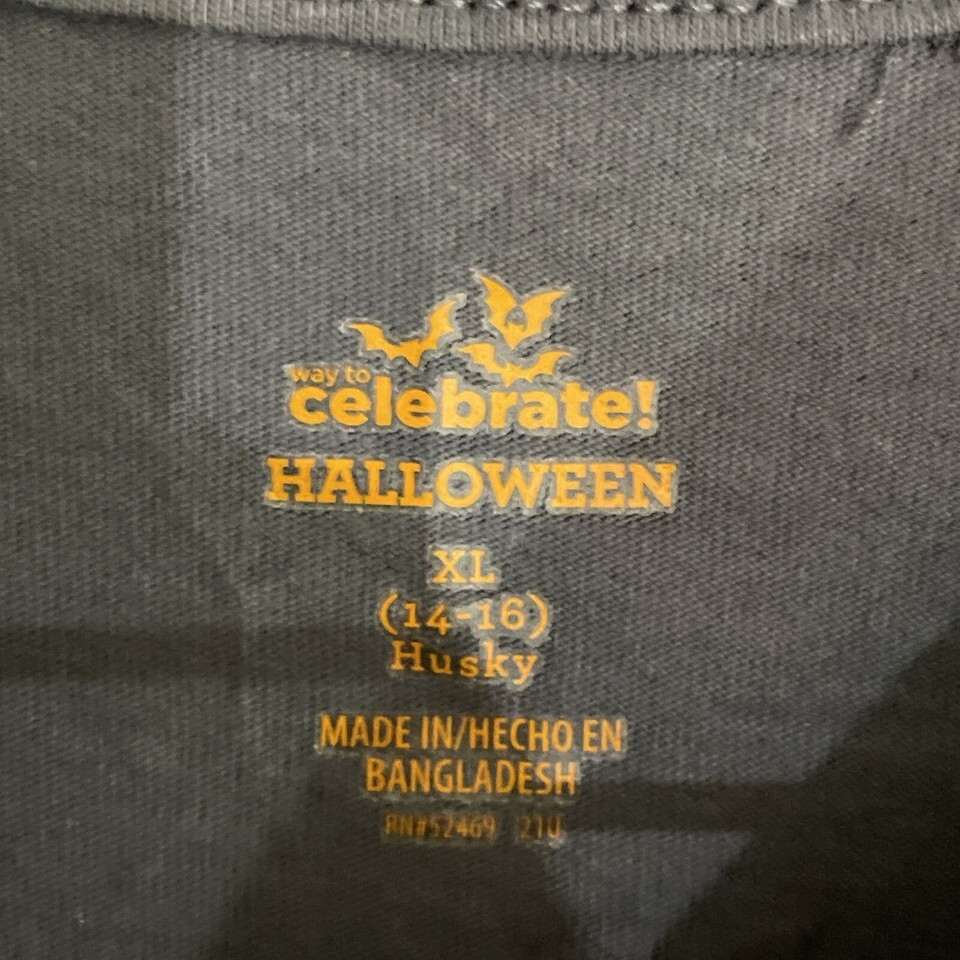 way to
celebrate!
HALLOWEEN
XL
(14-16)
Husky
MADE IN/HECHO EN
BANGLADESH
RN#52469 21U